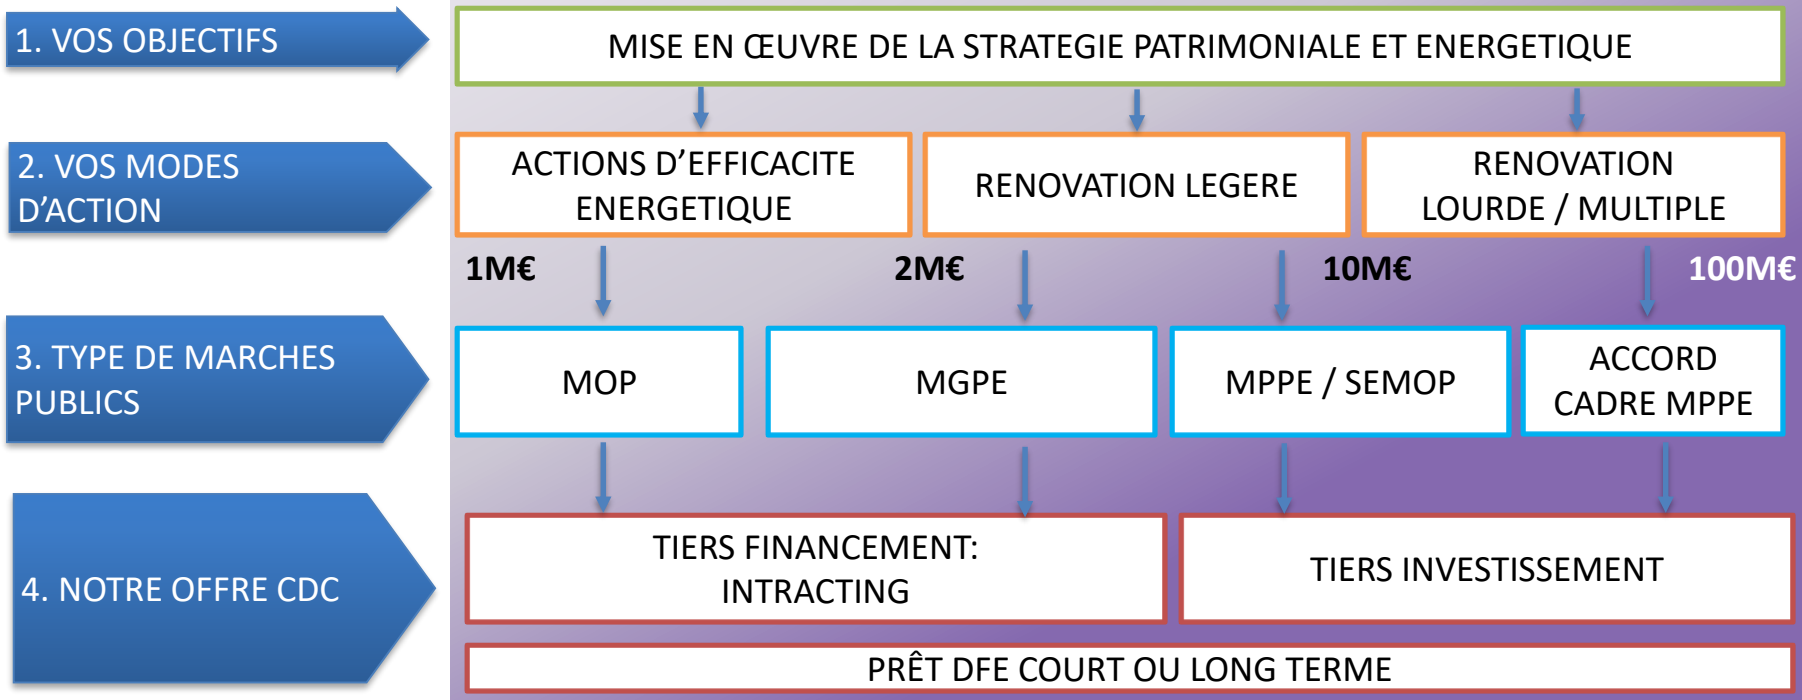 1. VOS OBJECTIFS
MISE EN ŒUVRE DE LA STRATEGIE PATRIMONIALE ET ENERGETIQUE
2. VOS MODES
D’ACTION
ACTIONS D’EFFICACITE
ENERGETIQUE
RENOVATION LEGERE
RENOVATION
LOURDE / MULTIPLE
1M€
2M€
10M€
100M€
3. TYPE DE MARCHES
PUBLICS
MOP
MGPE
MPPE / SEMOP
ACCORD
CADRE MPPE
4. NOTRE OFFRE CDC
TIERS FINANCEMENT:
INTRACTING
TIERS INVESTISSEMENT
PRÊT DFE COURT OU LONG TERME